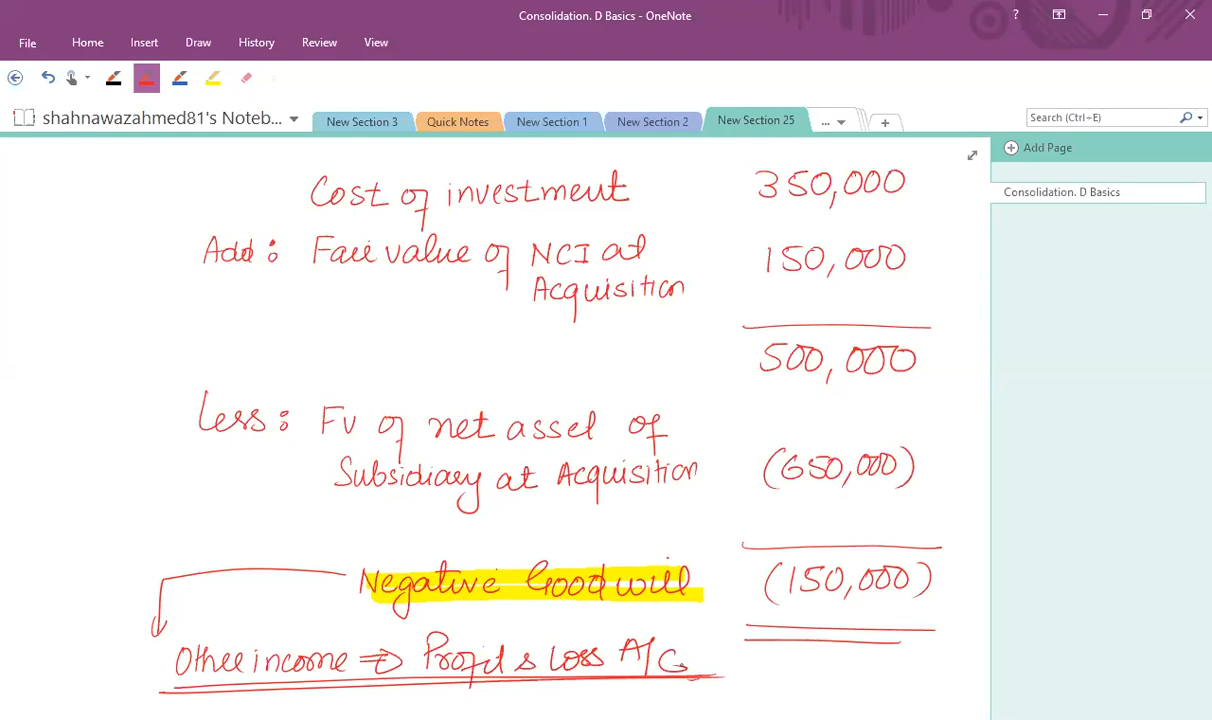 Consolidation. D Basics - OneNote
?
File Home Insert Draw History Review View
shahnawazahmed81's Noteb... New Section 3 Quick Notes New Section 1 New Section 2 New Section 25 ... + Search (Ctrl+E)
Add Page
Consolidation. D Basics
Cost of investment 350,000
Add: Fair value of NCI at 150,000
Acquisition
500,000
Less: FV of net asset of
Subsidiary at Acquisition (650,000)
Negative Goodwill (150,000)
Other income => Profit & Loss A/C